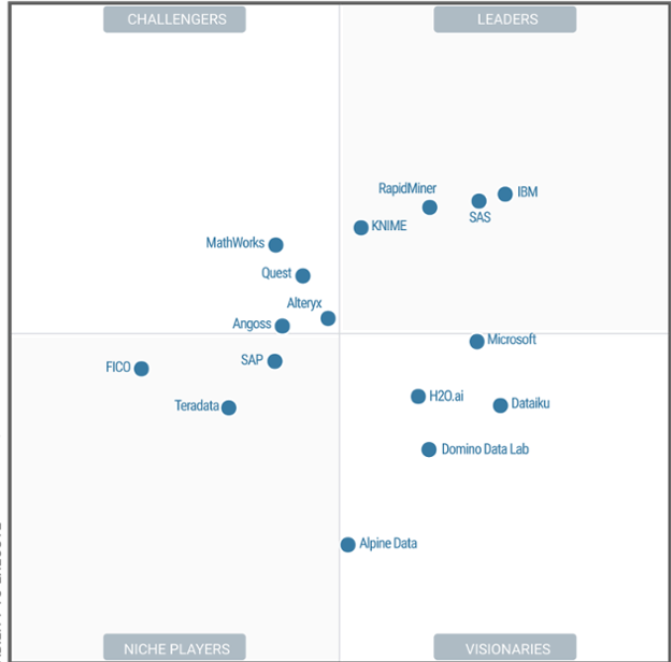 CHALLENGERS
LEADERS
RapidMiner
IBM
SAS
KNIME
MathWorks
Quest
Alteryx
Angoss
Microsoft
SAP
FICO
Teradata
H2O.ai
Dataiku
Domino Data Lab
Alpine Data
NICHE PLAYERS
VISIONARIES